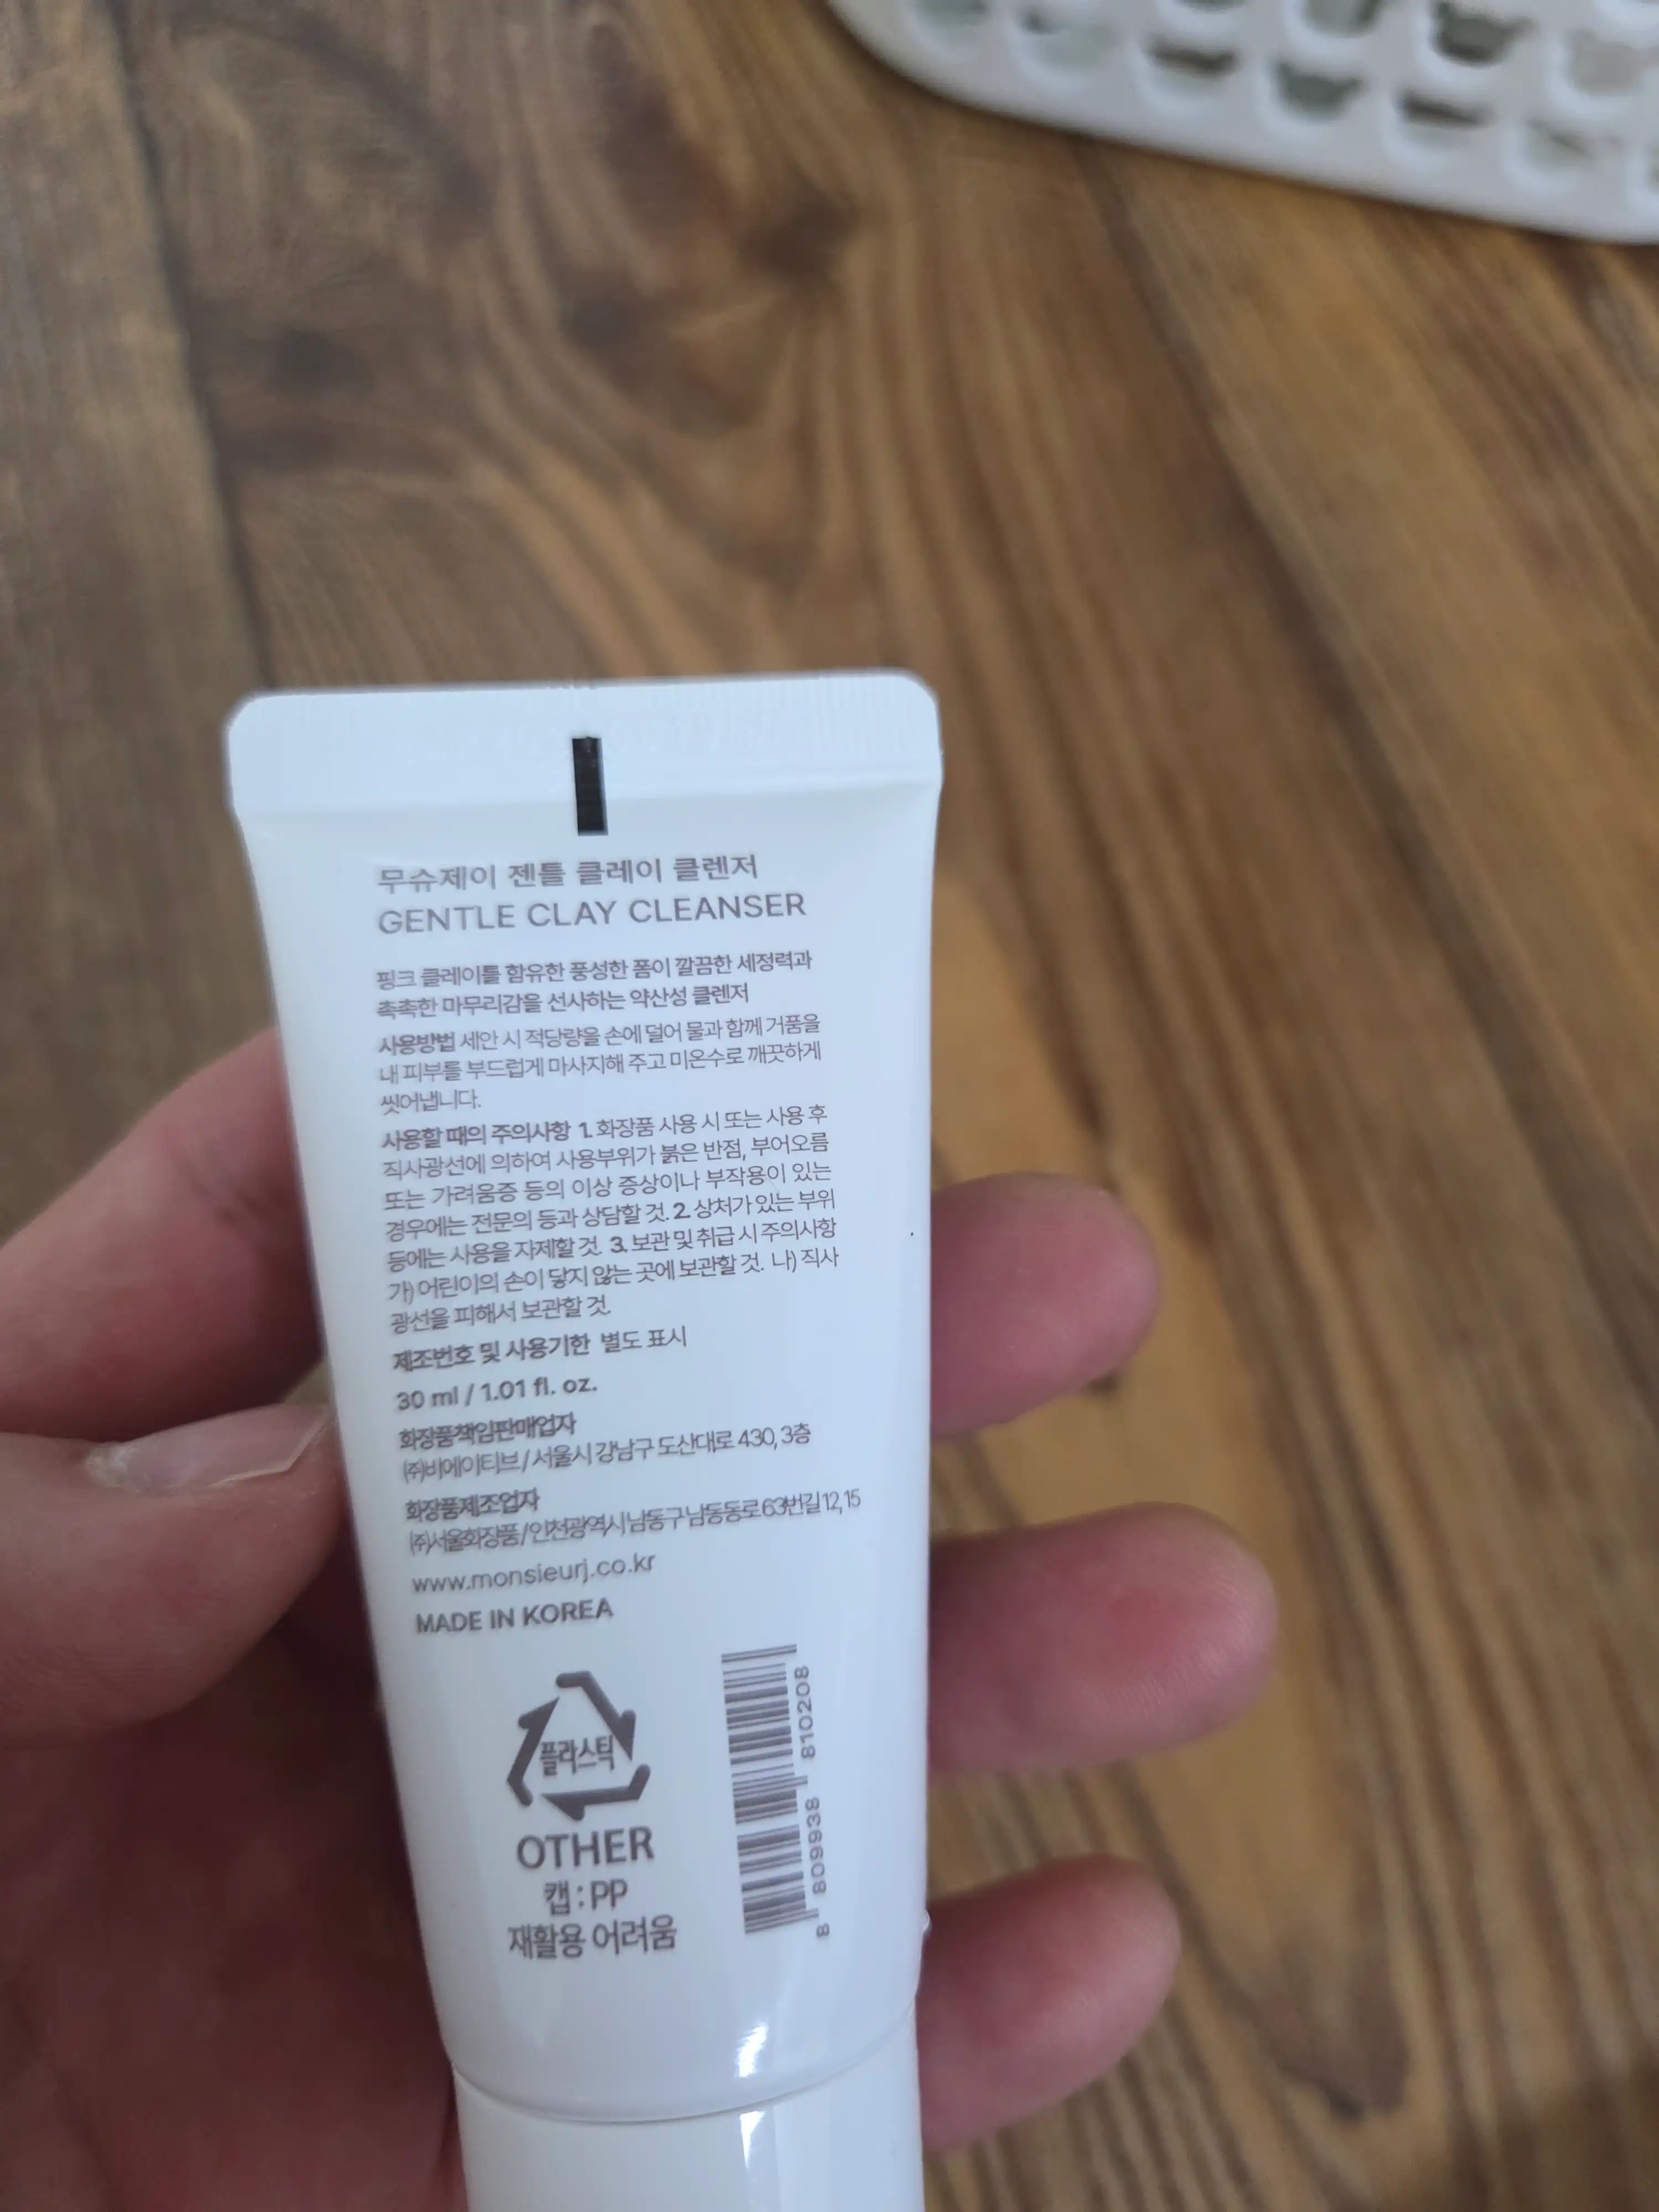 무슈제이 젠틀 클레이 클렌저
GENTLE CLAY CLEANSER
핑크 클레이를 함유한 풍성한 폼이 깔끔한 세정력과
촉촉한 마무리감을 선사하는 약산성 클렌저
사용방법 세안 시 적당량을 손에 덜어 물과 함께 거품을
내 피부를 부드럽게 마사지해 주고 미온수로 깨끗하게
씻어냅니다.
사용할 때의 주의사항 1. 화장품 사용 시 또는 사용 후
직사광선에 의하여 사용부위가 붉은 반점, 부어오름
또는 가려움증 등의 이상 증상이나 부작용이 있는
경우에는 전문의 등과 상담할 것. 2. 상처가 있는 부위
등에는 사용을 자제할 것. 3. 보관 및 취급 시 주의사항
가) 어린이의 손이 닿지 않는 곳에 보관할 것. 나) 직사
광선을 피해서 보관할 것.
제조번호 및 사용기한 별도 표시
30 ml / 1.01 fl. oz.
화장품책임판매업자
㈜비에이티브 / 서울시 강남구 도산대로 430, 3층
화장품제조업자
㈜서울화장품 / 인천광역시 남동구 남동동로 63번길 12, 15
www.monsieurj.co.kr
MADE IN KOREA
플라스틱
OTHER
캡 : PP
재활용 어려움
8 809938 810208